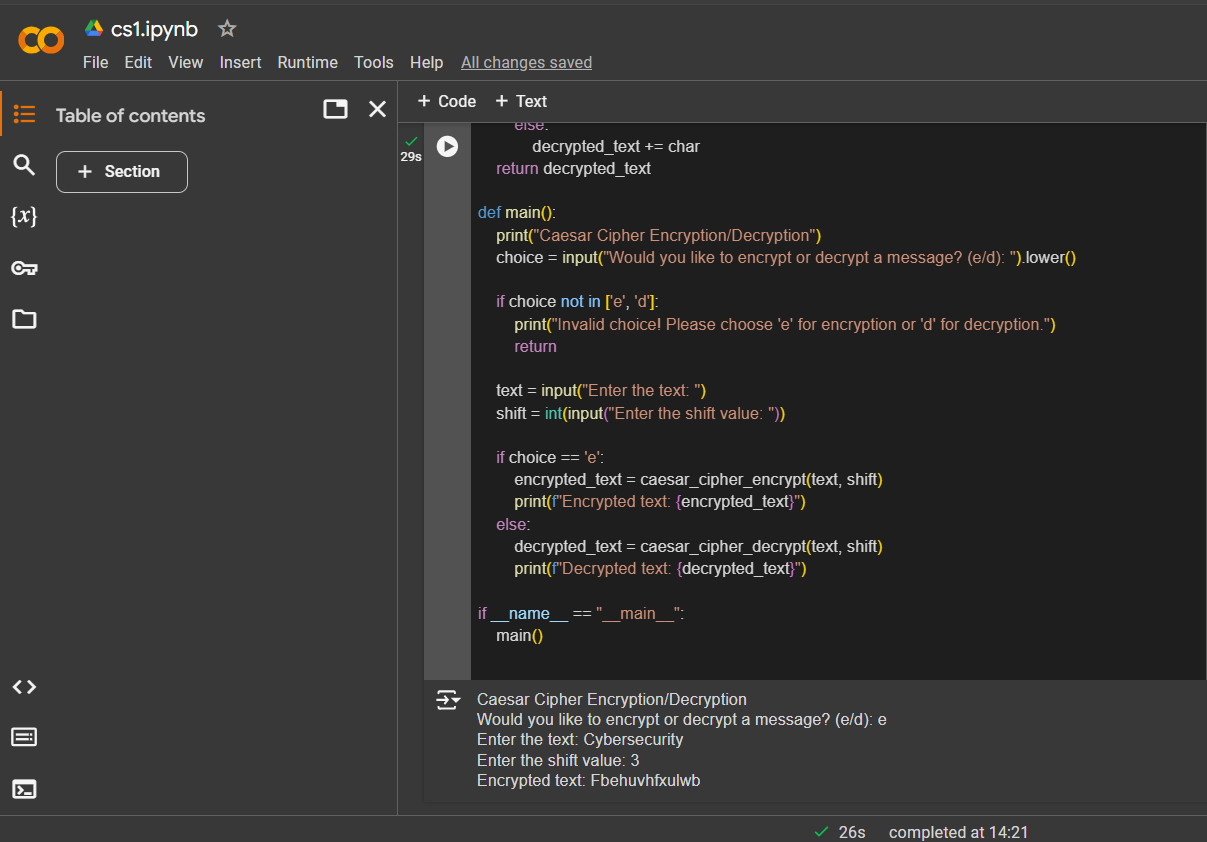 cs1.ipynb
File Edit View Insert Runtime Tools Help All changes saved
Table of contents
+ Section
{x}
+ Code + Text
29s
else:
decrypted_text += char
return decrypted_text
def main():
print("Caesar Cipher Encryption/Decryption")
choice = input("Would you like to encrypt or decrypt a message? (e/d): ").lower()
if choice not in ['e', 'd']:
print("Invalid choice! Please choose 'e' for encryption or 'd' for decryption.")
return
text = input("Enter the text: ")
shift = int(input("Enter the shift value: "))
if choice == 'e':
encrypted_text = caesar_cipher_encrypt(text, shift)
print(f"Encrypted text: {encrypted_text}")
else:
decrypted_text = caesar_cipher_decrypt(text, shift)
print(f"Decrypted text: {decrypted_text}")
if __name__ == "__main__":
main()
Caesar Cipher Encryption/Decryption
Would you like to encrypt or decrypt a message? (e/d): e
Enter the text: Cybersecurity
Enter the shift value: 3
Encrypted text: Fbehuvhfxulwb
26s completed at 14:21